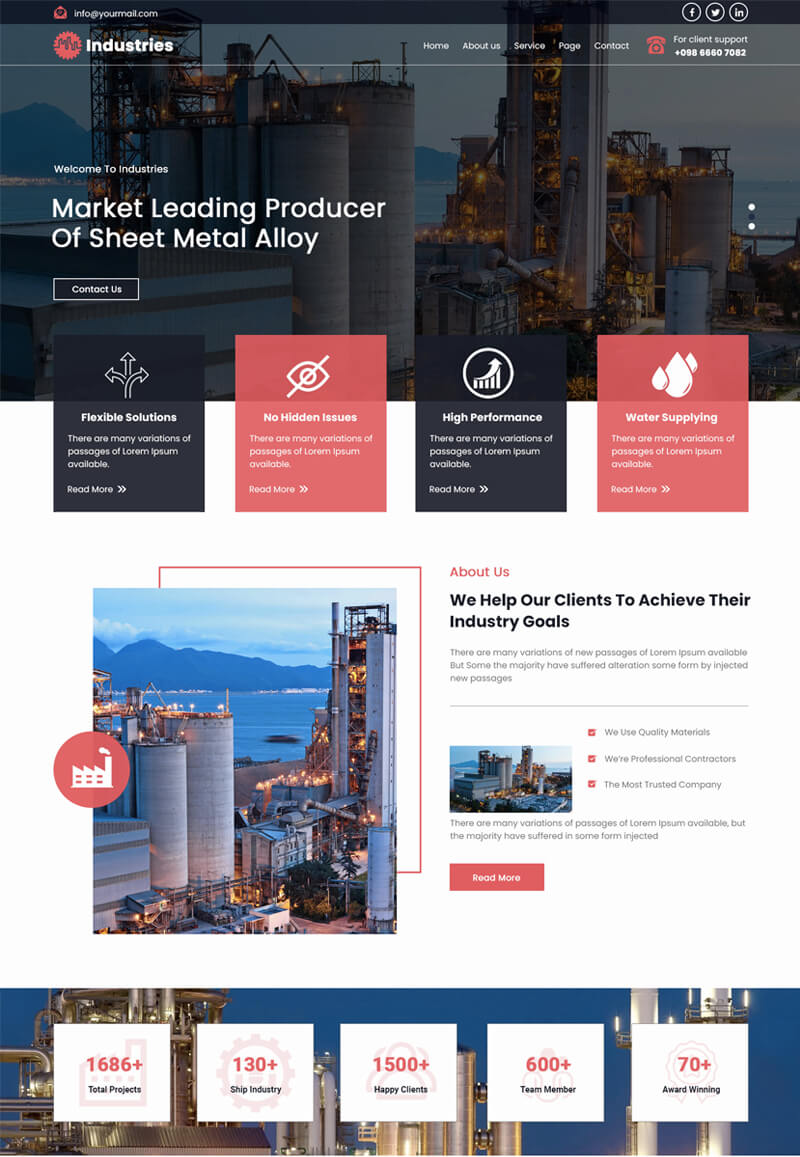 info@yourmail.com
Industries
Home About us Service Page Contact
For client support
+098 6660 7082
Welcome To Industries
Market Leading Producer
Of Sheet Metal Alloy
Contact Us
Flexible Solutions
There are many variations of
passages of Lorem Ipsum
available.
Read More
No Hidden Issues
There are many variations of
passages of Lorem Ipsum
available.
Read More
High Performance
There are many variations of
passages of Lorem Ipsum
available.
Read More
Water Supplying
There are many variations of
passages of Lorem Ipsum
available.
Read More
About Us
We Help Our Clients To Achieve Their
Industry Goals
There are many variations of new passages of Lorem Ipsum available
But Some the majority have suffered alteration some form by injected
new passages
We Use Quality Materials
We're Professional Contractors
The Most Trusted Company
There are many variations of passages of Lorem Ipsum available, but
the majority have suffered in some form injected
Read More
1686+
Total Projects
130+
Ship Industry
1500+
Happy Clients
600+
Team Member
70+
Award Winning